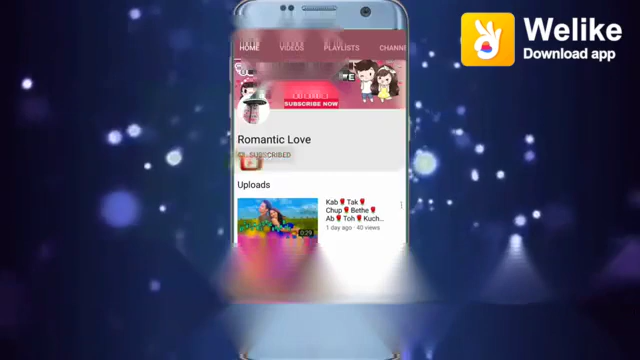 Welike
Download app
HOME VIDEOS PLAYLISTS CHANNE
SUBSCRIBE NOW
Romantic Love
SUBSCRIBED
Uploads
Kab🌹Tak🌹
Chup🌹Bethe🌹
Ab🌹Toh🌹Kuch...
1 day ago · 40 views
0:29